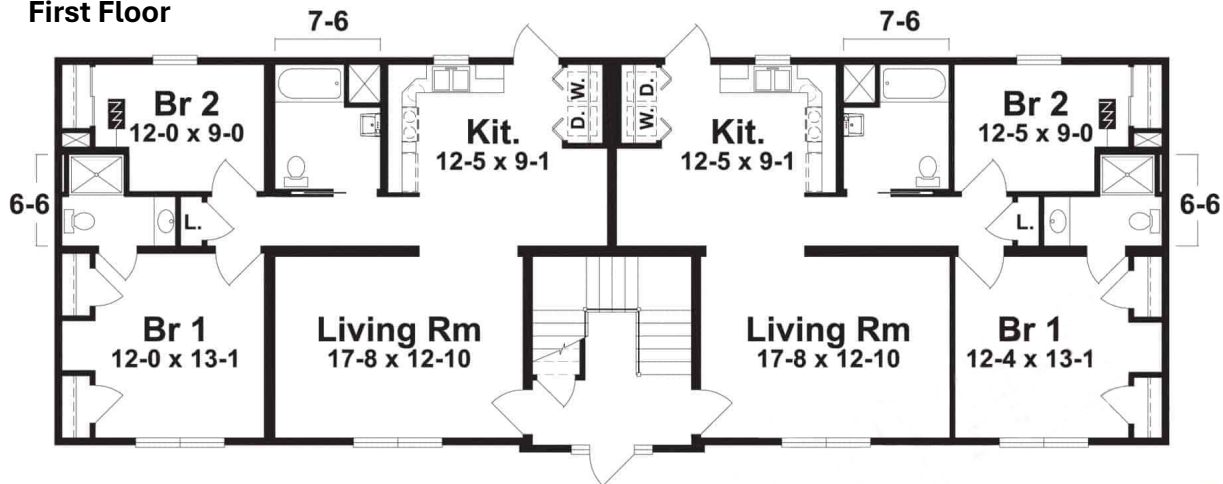 First Floor
7-6
7-6
Br 2
12-0 x 9-0
W.
D.
Kit.
12-5 x 9-1
D.
W.
Kit.
12-5 x 9-1
Br 2
12-5 x 9-0
6-6
L.
L.
6-6
Br 1
12-0 x 13-1
Living Rm
17-8 x 12-10
Living Rm
17-8 x 12-10
Br 1
12-4 x 13-1